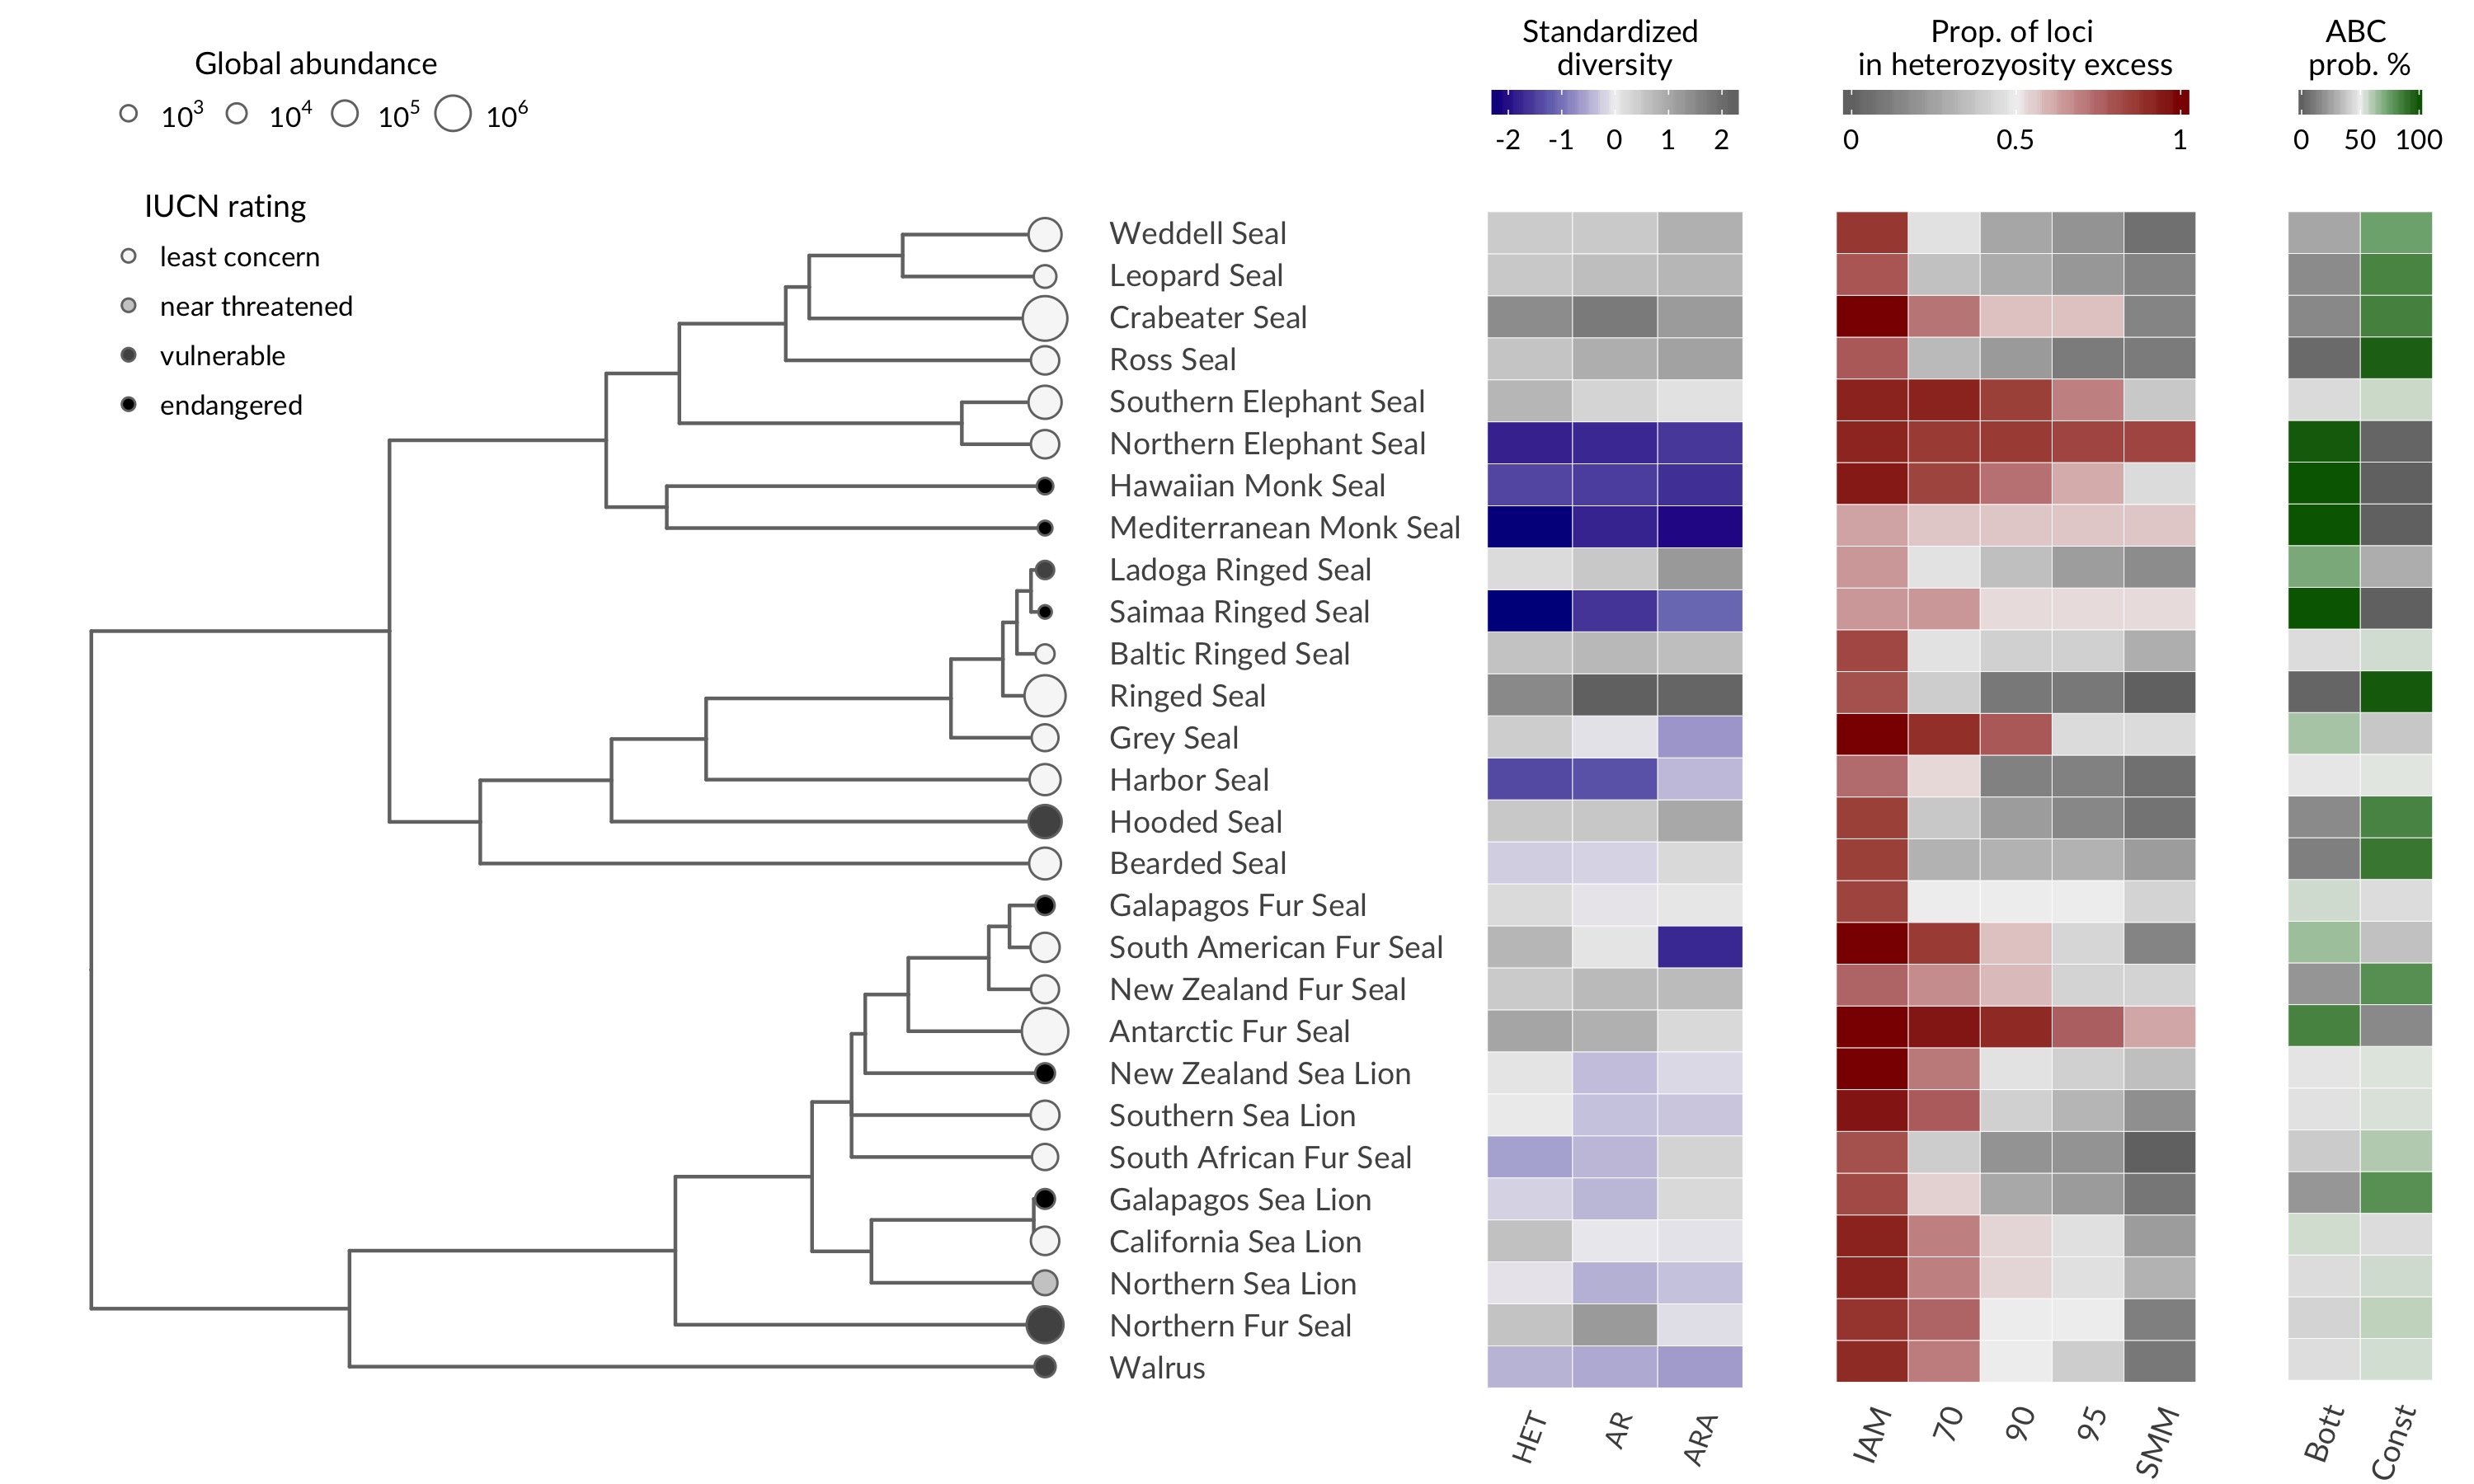 Global abundance
10³ 10⁴ 10⁵ 10⁶
IUCN rating
least concern
near threatened
vulnerable
endangered
Standardized
diversity
-2 -1 0 1 2
Prop. of loci
in heterozyosity excess
0 0.5 1
ABC
prob. %
0 50 100
Weddell Seal
Leopard Seal
Crabeater Seal
Ross Seal
Southern Elephant Seal
Northern Elephant Seal
Hawaiian Monk Seal
Mediterranean Monk Seal
Ladoga Ringed Seal
Saimaa Ringed Seal
Baltic Ringed Seal
Ringed Seal
Grey Seal
Harbor Seal
Hooded Seal
Bearded Seal
Galapagos Fur Seal
South American Fur Seal
New Zealand Fur Seal
Antarctic Fur Seal
New Zealand Sea Lion
Southern Sea Lion
South African Fur Seal
Galapagos Sea Lion
California Sea Lion
Northern Sea Lion
Northern Fur Seal
Walrus
HET AR ARA
IAM 70 90 95 SMM
Bott Const